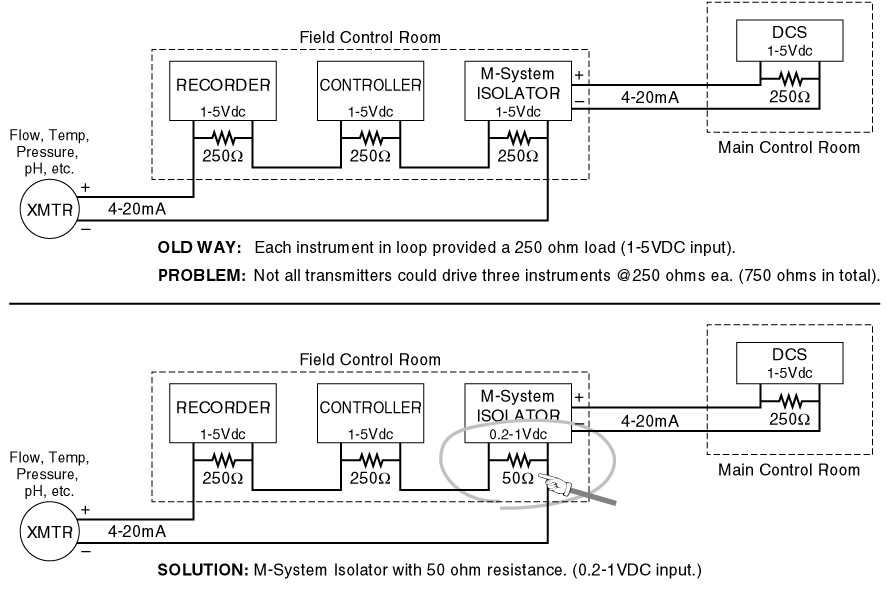 Field Control Room
DCS
1-5Vdc
250Ω
Main Control Room
RECORDER
1-5Vdc
250Ω
CONTROLLER
1-5Vdc
250Ω
M-System
ISOLATOR
1-5Vdc
250Ω
+
–
4-20mA
Flow, Temp,
Pressure,
pH, etc.
XMTR
+
–
4-20mA
OLD WAY: Each instrument in loop provided a 250 ohm load (1-5VDC input).
PROBLEM: Not all transmitters could drive three instruments @250 ohms ea. (750 ohms in total).
Field Control Room
DCS
1-5Vdc
250Ω
Main Control Room
RECORDER
1-5Vdc
250Ω
CONTROLLER
1-5Vdc
250Ω
M-System
ISOLATOR
0.2-1Vdc
50Ω
+
–
4-20mA
Flow, Temp,
Pressure,
pH, etc.
XMTR
+
–
4-20mA
SOLUTION: M-System Isolator with 50 ohm resistance. (0.2-1VDC input.)